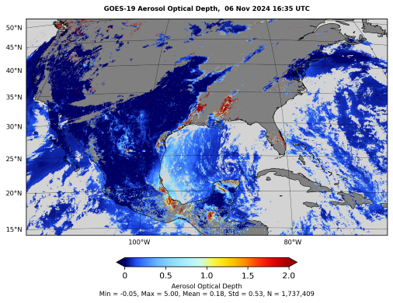 GOES-19 Aerosol Optical Depth, 06 Nov 2024 16:35 UTC
50°N
45°N
40°N
35°N
30°N
25°N
20°N
15°N
100°W 80°W
0 0.5 1.0 1.5 2.0
Aerosol Optical Depth
Min = -0.05, Max = 5.00, Mean = 0.18, Std = 0.53, N = 1,737,409